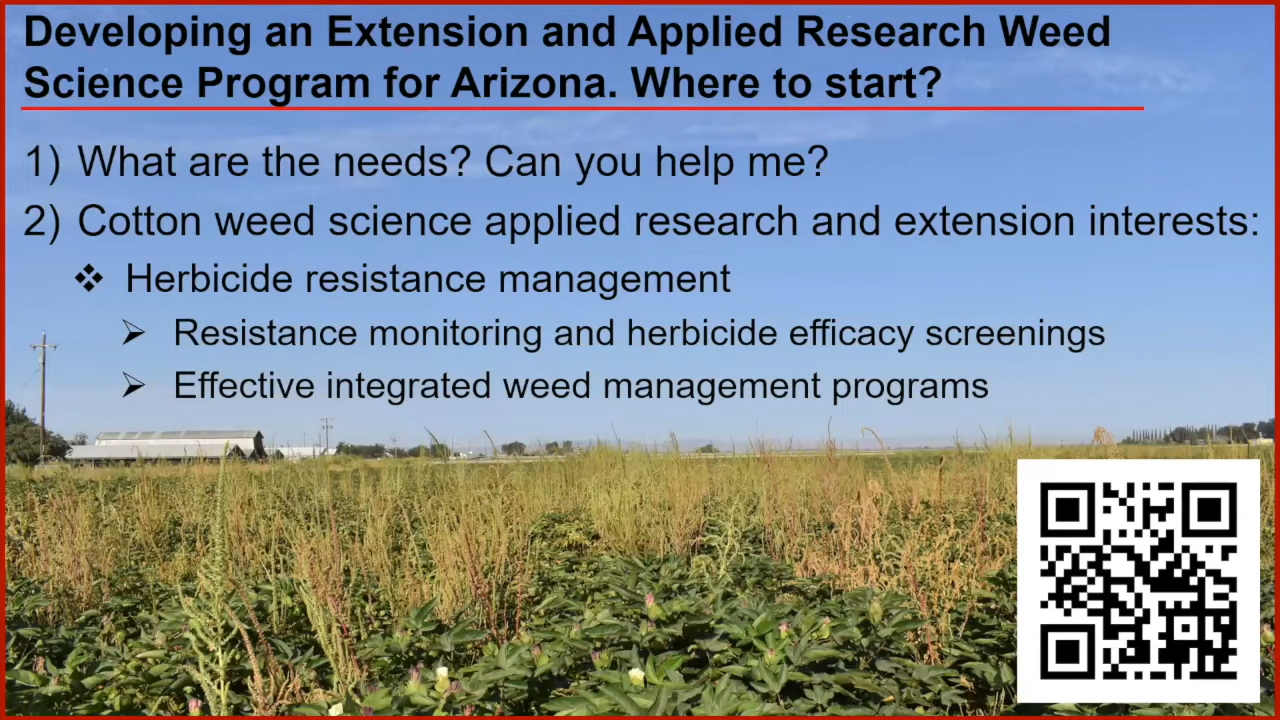 Developing an Extension and Applied Research Weed
Science Program for Arizona. Where to start?
1) What are the needs? Can you help me?
2) Cotton weed science applied research and extension interests:
❖ Herbicide resistance management
➢ Resistance monitoring and herbicide efficacy screenings
➢ Effective integrated weed management programs